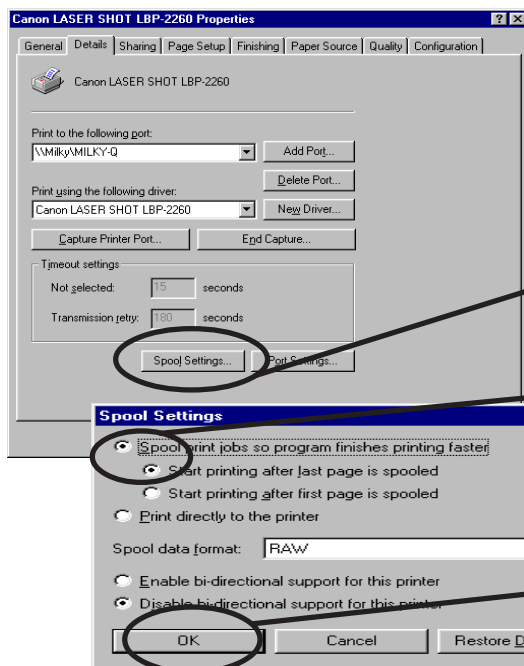 Canon LASER SHOT LBP-2260 Properties
General Details Sharing Page Setup Finishing Paper Source Quality Configuration
Canon LASER SHOT LBP-2260
Print to the following port:
\\Milky\MILKY-Q
Add Port...
Delete Port...
Print using the following driver:
Canon LASER SHOT LBP-2260
New Driver...
Capture Printer Port...
End Capture...
Timeout settings
Not selected: 15 seconds
Transmission retry: 180 seconds
Spool Settings...
Port Settings...
Spool Settings
Spool print jobs so program finishes printing faster
Start printing after last page is spooled
Start printing after first page is spooled
Print directly to the printer
Spool data format: RAW
Enable bi-directional support for this printer
Disable bi-directional support for this printer
OK Cancel Restore D